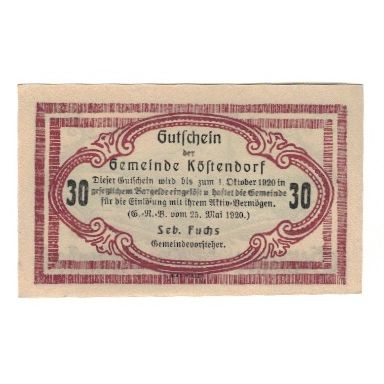 Gutschein
der
Gemeinde Köstendorf
Dieser Gutschein wird bis zum 1 Oktober 1920 in
gesetzlichem Bargelde eingelöst u haftet die Gemeinde
30 für die Einlösung mit ihrem Aktiv-Vermögen. 30
(G.-R.-B. vom 25. Mai 1920.)
Seb. Fuchs
Gemeindevorsteher.